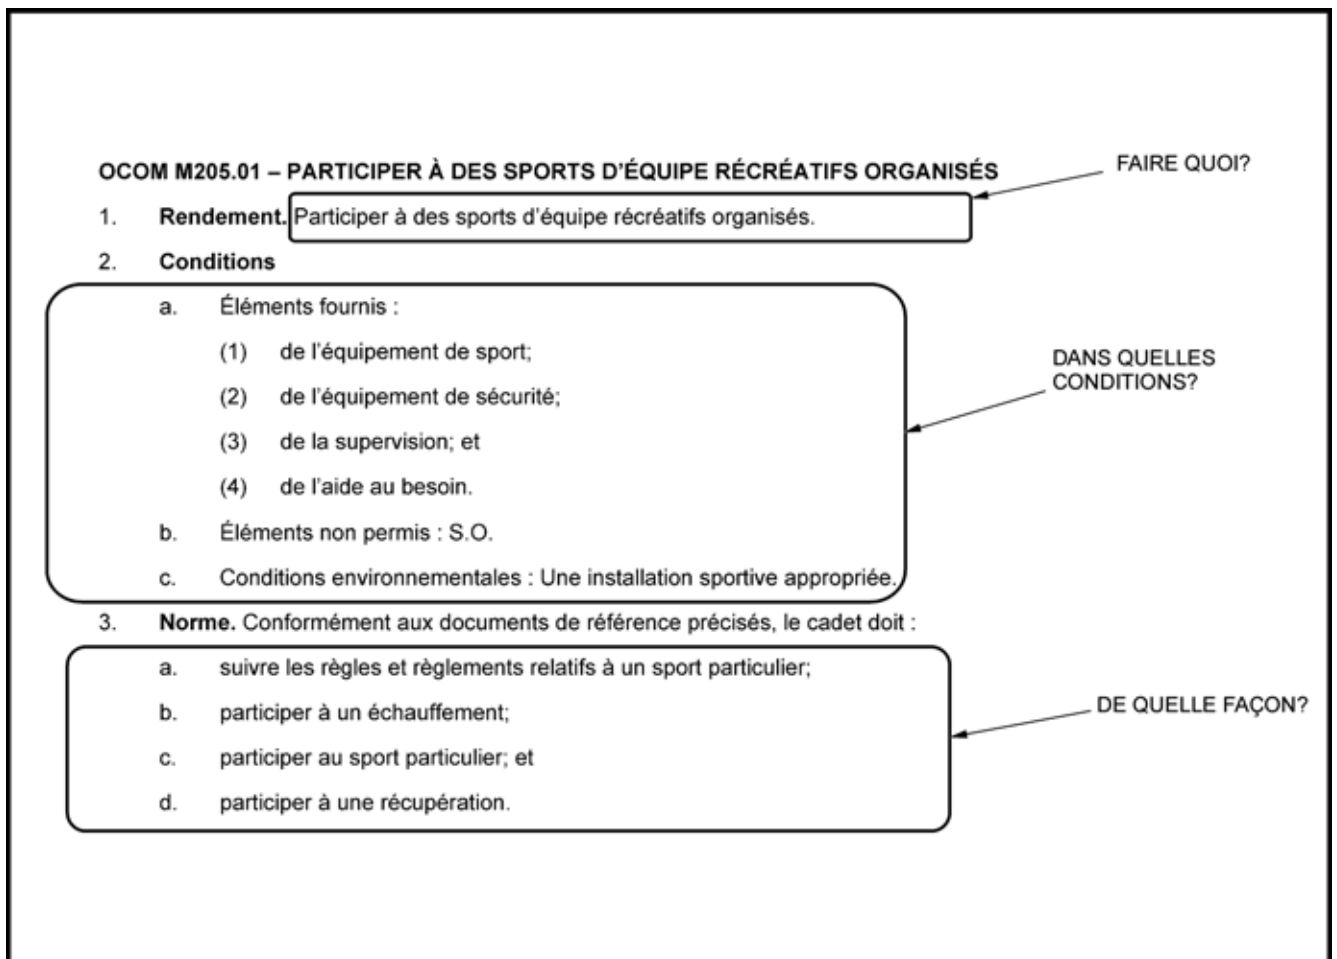 OCOM M205.01 – PARTICIPER À DES SPORTS D'ÉQUIPE RÉCRÉATIFS ORGANISÉS
FAIRE QUOI?
1. Rendement. Participer à des sports d'équipe récréatifs organisés.
2. Conditions
a. Éléments fournis :
(1) de l'équipement de sport;
(2) de l'équipement de sécurité;
(3) de la supervision; et
(4) de l'aide au besoin.
b. Éléments non permis : S.O.
c. Conditions environnementales : Une installation sportive appropriée.
DANS QUELLES
CONDITIONS?
3. Norme. Conformément aux documents de référence précisés, le cadet doit :
a. suivre les règles et règlements relatifs à un sport particulier;
b. participer à un échauffement;
c. participer au sport particulier; et
d. participer à une récupération.
DE QUELLE FAÇON?